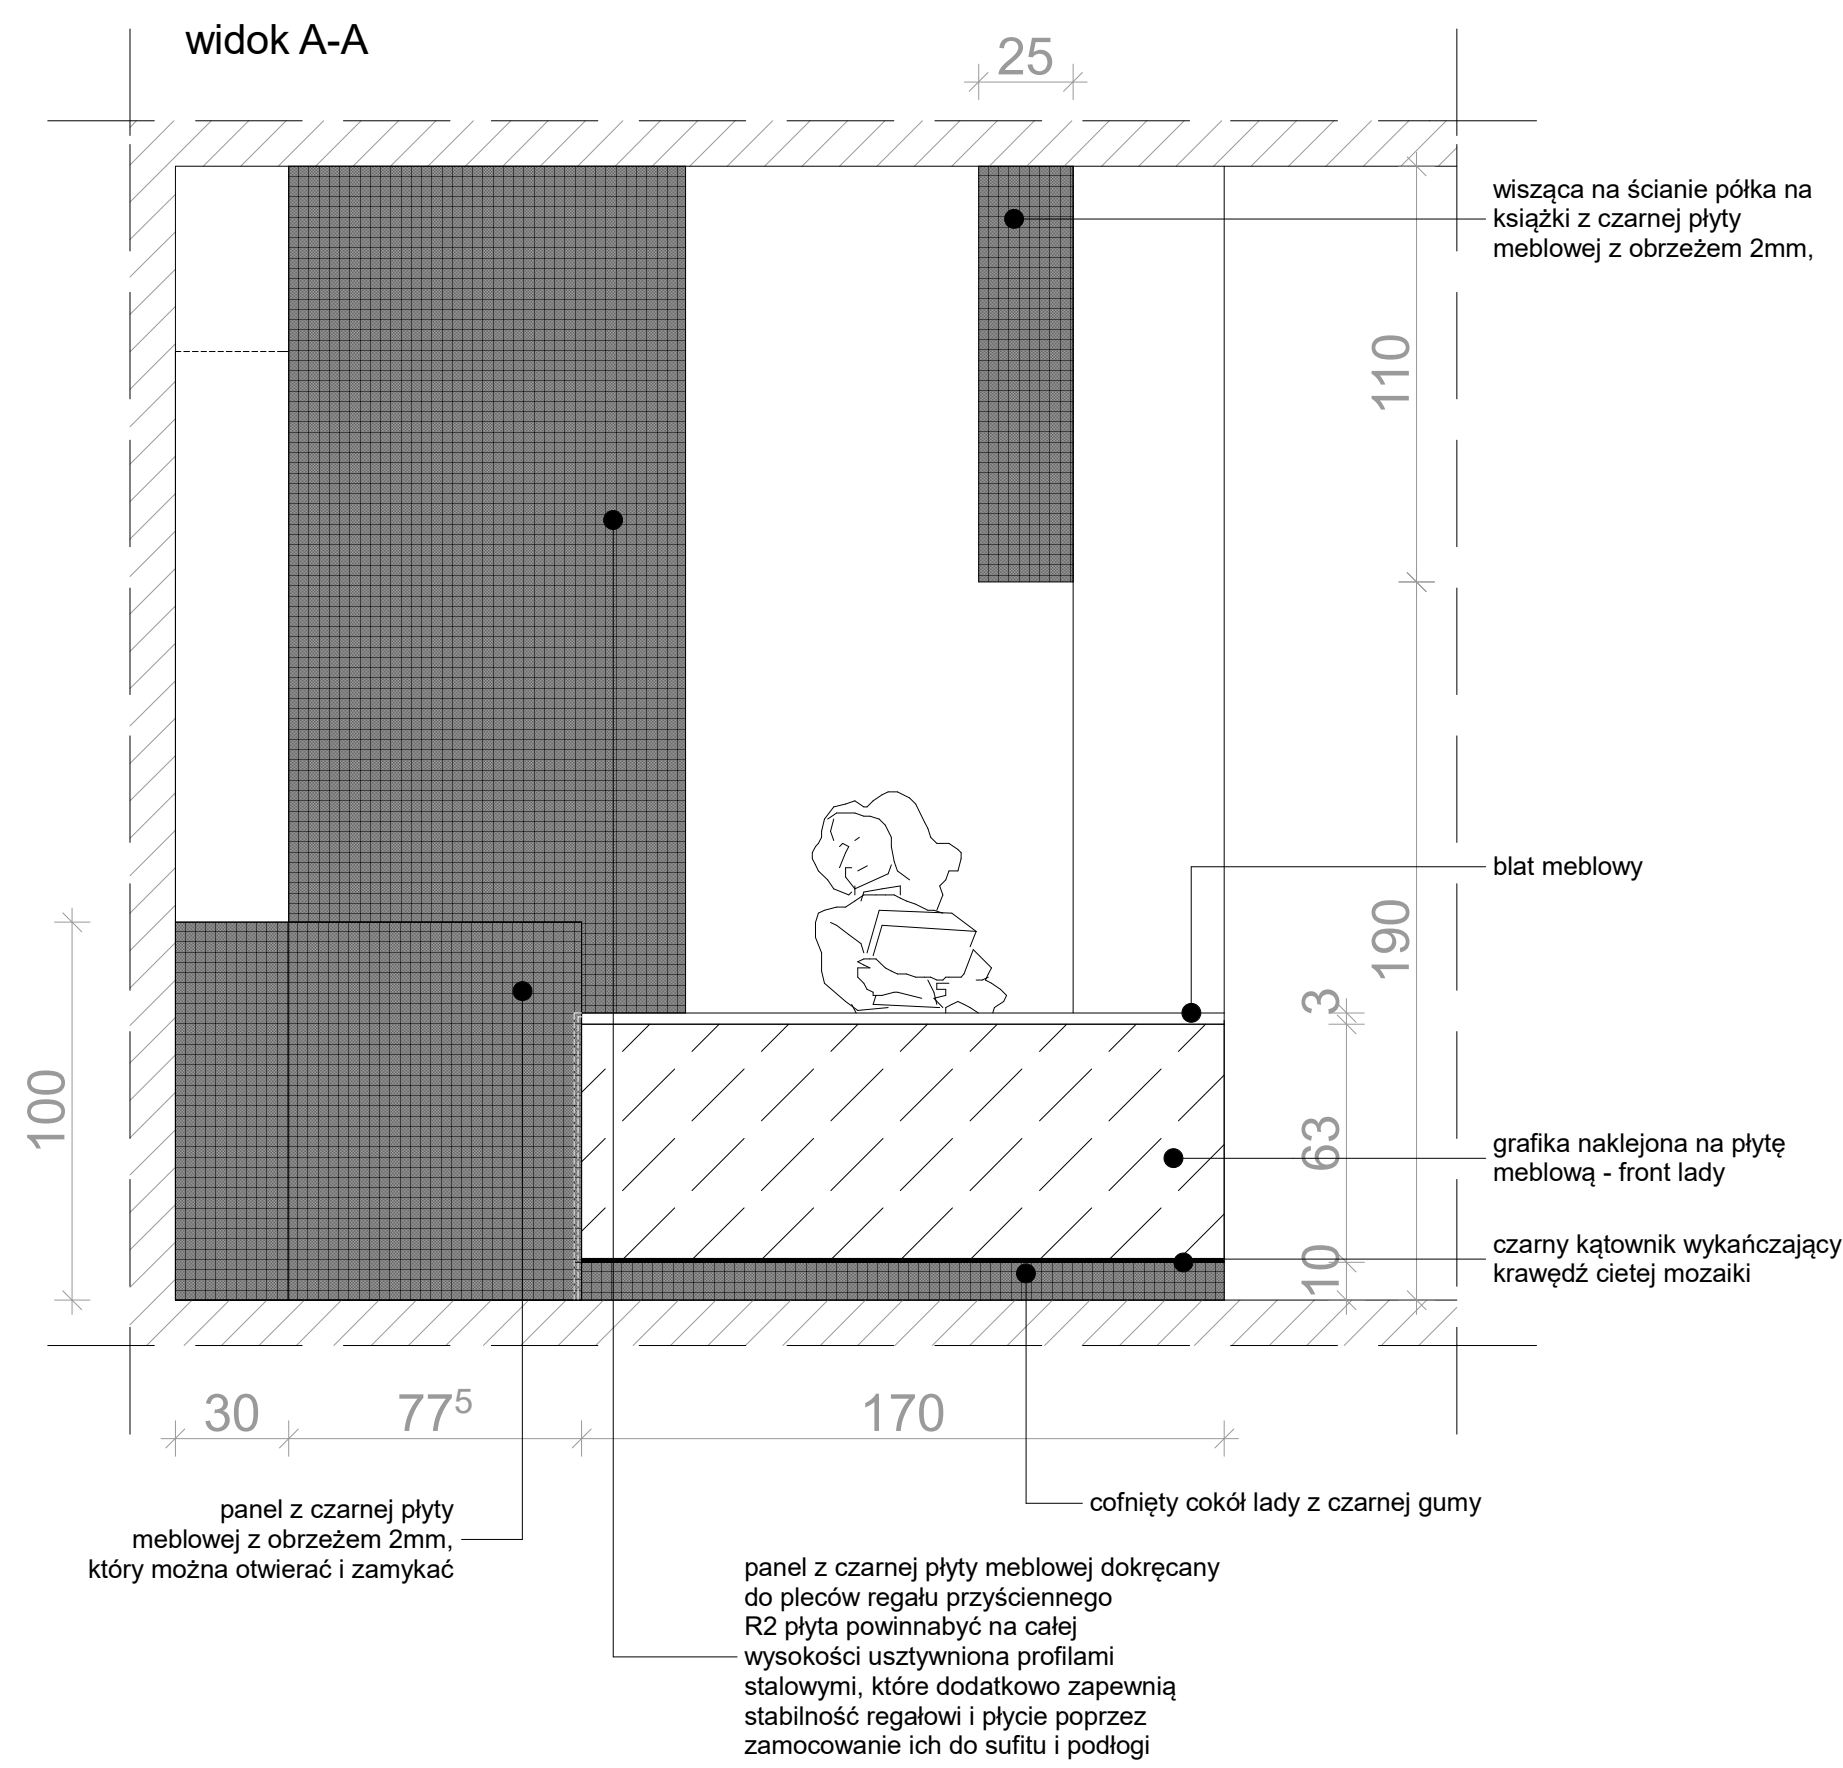 widok A-A
25
wisząca na ścianie półka na
książki z czarnej płyty
meblowej z obrzeżem 2mm,
110
blat meblowy
190
3
100
63
grafika naklejona na płytę
meblową - front lady
czarny kątownik wykańczający
krawędź cietej mozaiki
10
30
77⁵
170
panel z czarnej płyty
meblowej z obrzeżem 2mm,
który można otwierać i zamykać
cofnięty cokół lady z czarnej gumy
panel z czarnej płyty meblowej dokręcany
do pleców regału przyściennego
R2 płyta powinnabyć na całej
wysokości usztywniona profilami
stalowymi, które dodatkowo zapewnią
stabilność regałowi i płycie poprzez
zamocowanie ich do sufitu i podłogi